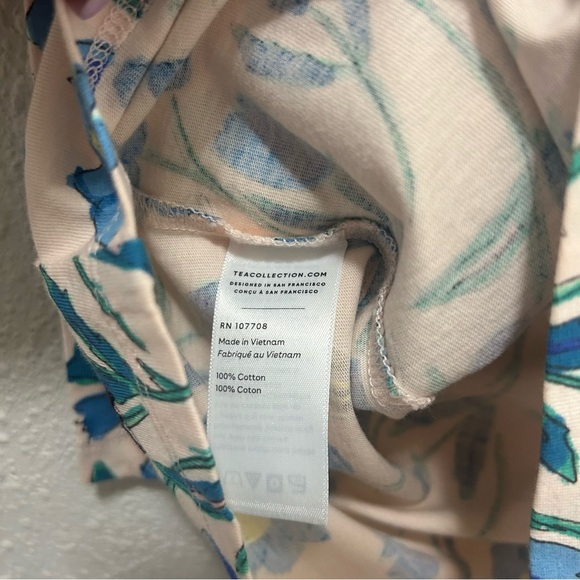 TEACOLLECTION.COM
DESIGNED IN SAN FRANCISCO
CONÇU À SAN FRANCISCO
RN 107708
Made in Vietnam
Fabriqué au Vietnam
100% Cotton
100% Coton